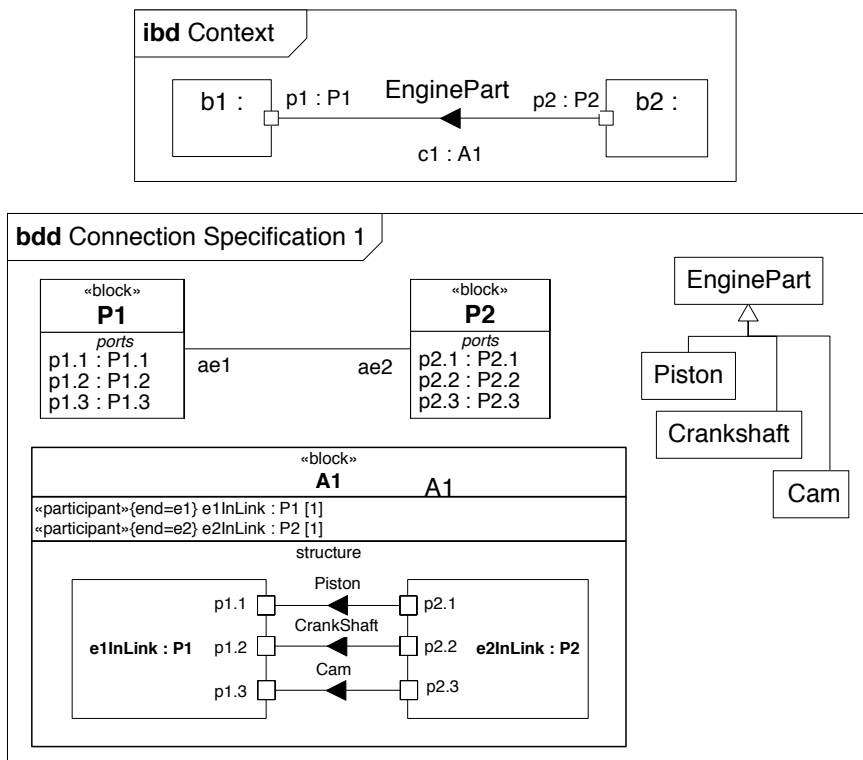 ibd Context
b1 :
p1 : P1
EnginePart
p2 : P2
b2 :
c1 : A1
bdd Connection Specification 1
«block»
P1
ports
p1.1 : P1.1
p1.2 : P1.2
p1.3 : P1.3
ae1
ae2
«block»
P2
ports
p2.1 : P2.1
p2.2 : P2.2
p2.3 : P2.3
EnginePart
Piston
Crankshaft
Cam
«block»
A1
A1
«participant»{end=e1} e1InLink : P1 [1]
«participant»{end=e2} e2InLink : P2 [1]
structure
Piston
p1.1
p2.1
CrankShaft
e1InLink : P1
p1.2
p2.2
e2InLink : P2
Cam
p1.3
p2.3